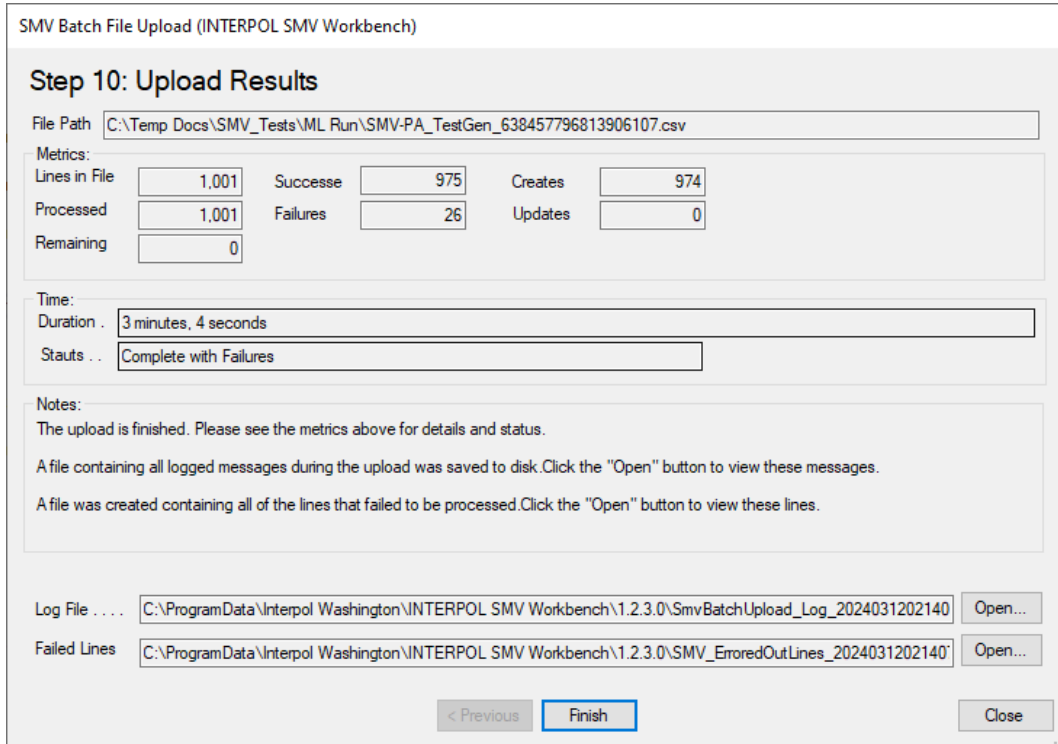 SMV Batch File Upload (INTERPOL SMV Workbench)
Step 10: Upload Results
File Path C:\Temp Docs\SMV_Tests\ML Run\SMV-PA_TestGen_638457796813906107.csv
Metrics:
Lines in File 1,001 Successe 975 Creates 974
Processed 1,001 Failures 26 Updates 0
Remaining 0
Time:
Duration . 3 minutes, 4 seconds
Stauts . . Complete with Failures
Notes:
The upload is finished. Please see the metrics above for details and status.
A file containing all logged messages during the upload was saved to disk.Click the "Open" button to view these messages.
A file was created containing all of the lines that failed to be processed.Click the "Open" button to view these lines.
Log File . . . . C:\ProgramData\Interpol Washington\INTERPOL SMV Workbench\1.2.3.0\SmvBatchUpload_Log_2024031202140 Open...
Failed Lines C:\ProgramData\Interpol Washington\INTERPOL SMV Workbench\1.2.3.0\SMV_ErroredOutLines_2024031202140 Open...
< Previous Finish Close